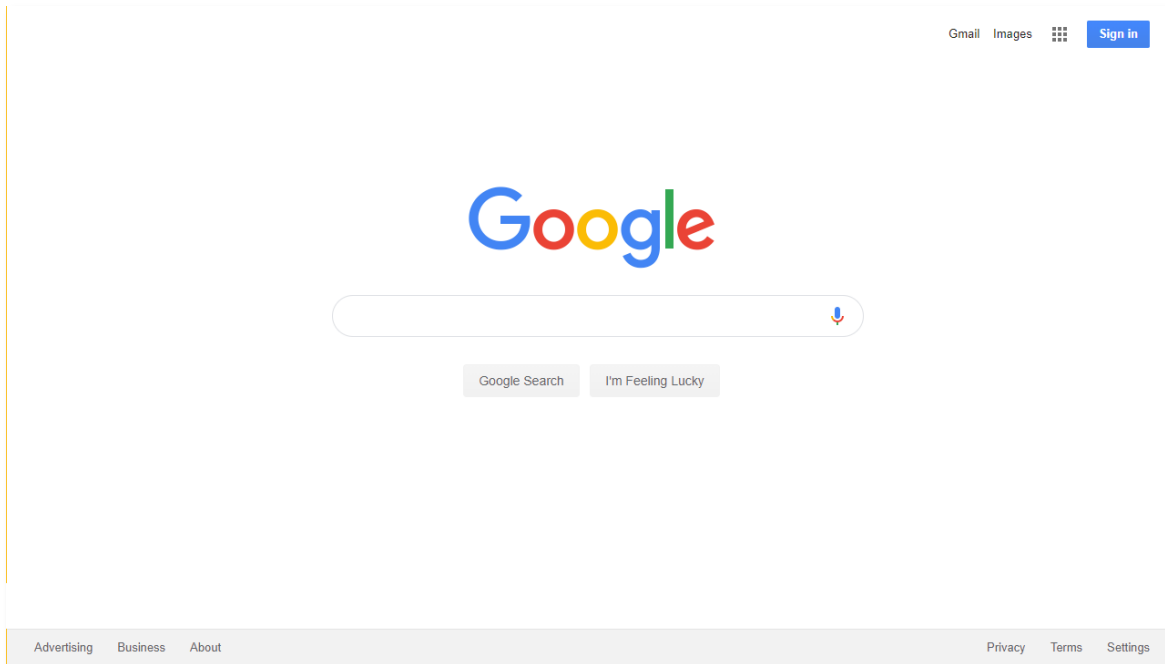 Gmail Images Sign in
Google
Google Search I'm Feeling Lucky
Advertising Business About Privacy Terms Settings